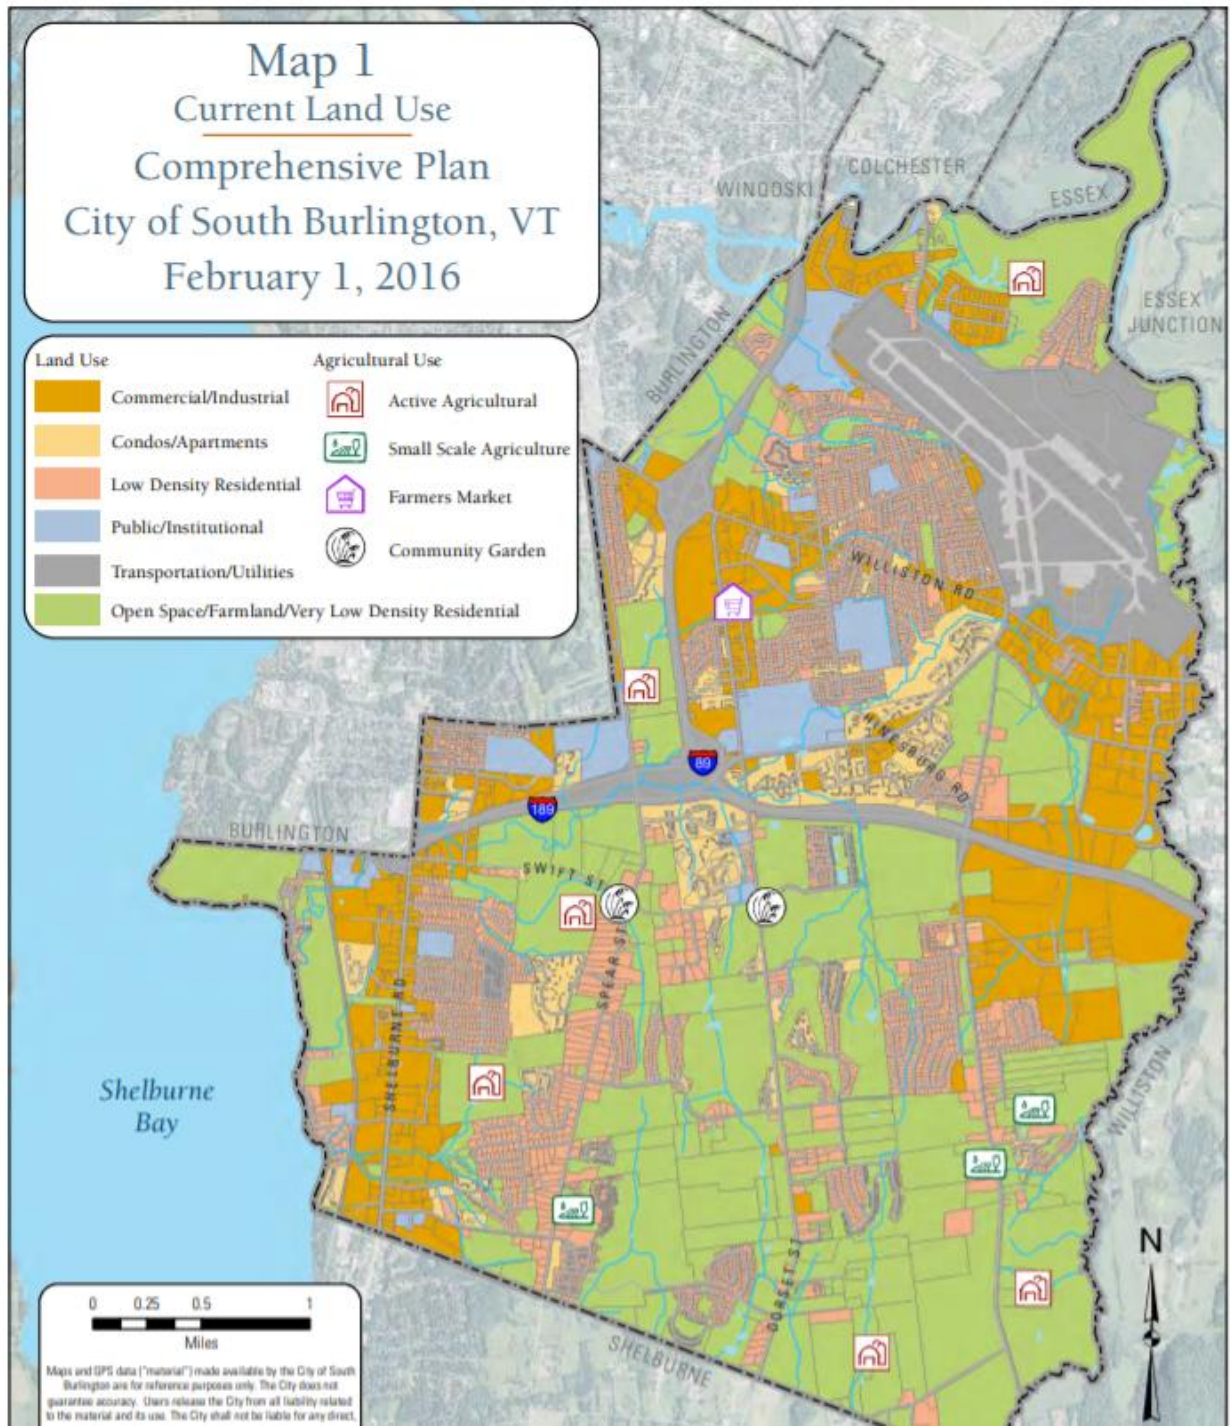 Map 1
Current Land Use
Comprehensive Plan
City of South Burlington, VT
February 1, 2016
Land Use
Commercial/Industrial
Condos/Apartments
Low Density Residential
Public/Institutional
Transportation/Utilities
Open Space/Farmland/Very Low Density Residential
Agricultural Use
Active Agricultural
Small Scale Agriculture
Farmers Market
Community Garden
WINOOSKI
COLCHESTER
ESSEX
ESSEX
JUNCTION
BURLINGTON
WILLISTON RD
HINESBURG RD
89
189
BURLINGTON
SWIFT ST
SPEAR ST
SHELBURNE RD
Shelburne
Bay
WILLISTON
DORSET ST
SHELBURNE
N
0 0.25 0.5 1
Miles
Maps and GPS data ("material") made available by the City of South
Burlington are for reference purposes only. The City does not
guarantee accuracy. Users release the City from all liability related
to the material and its use. The City shall not be liable for any direct,